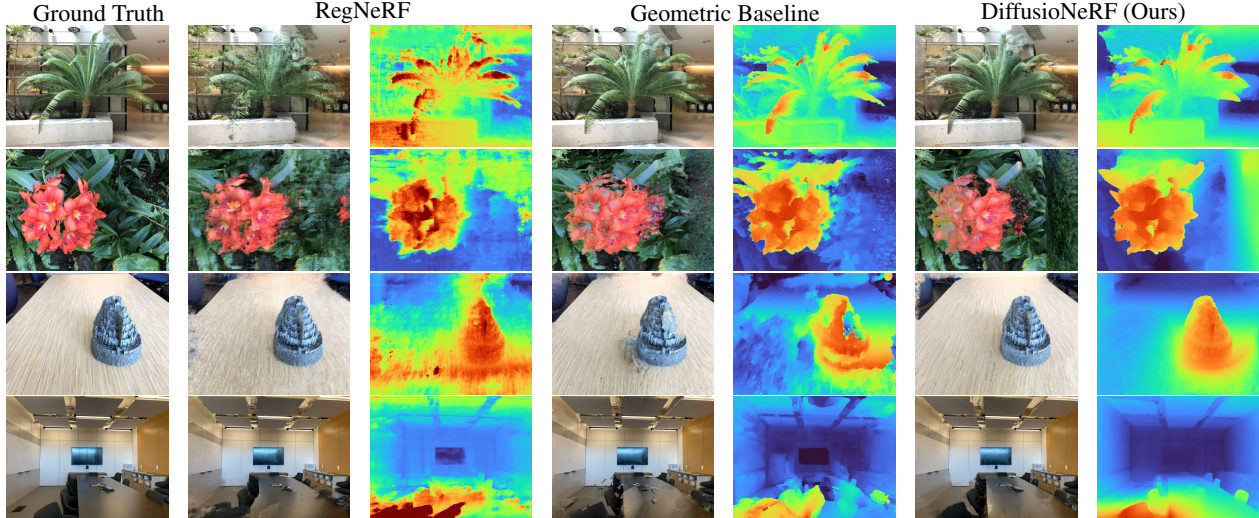 Ground Truth
RegNeRF
Geometric Baseline
DiffusioNeRF (Ours)